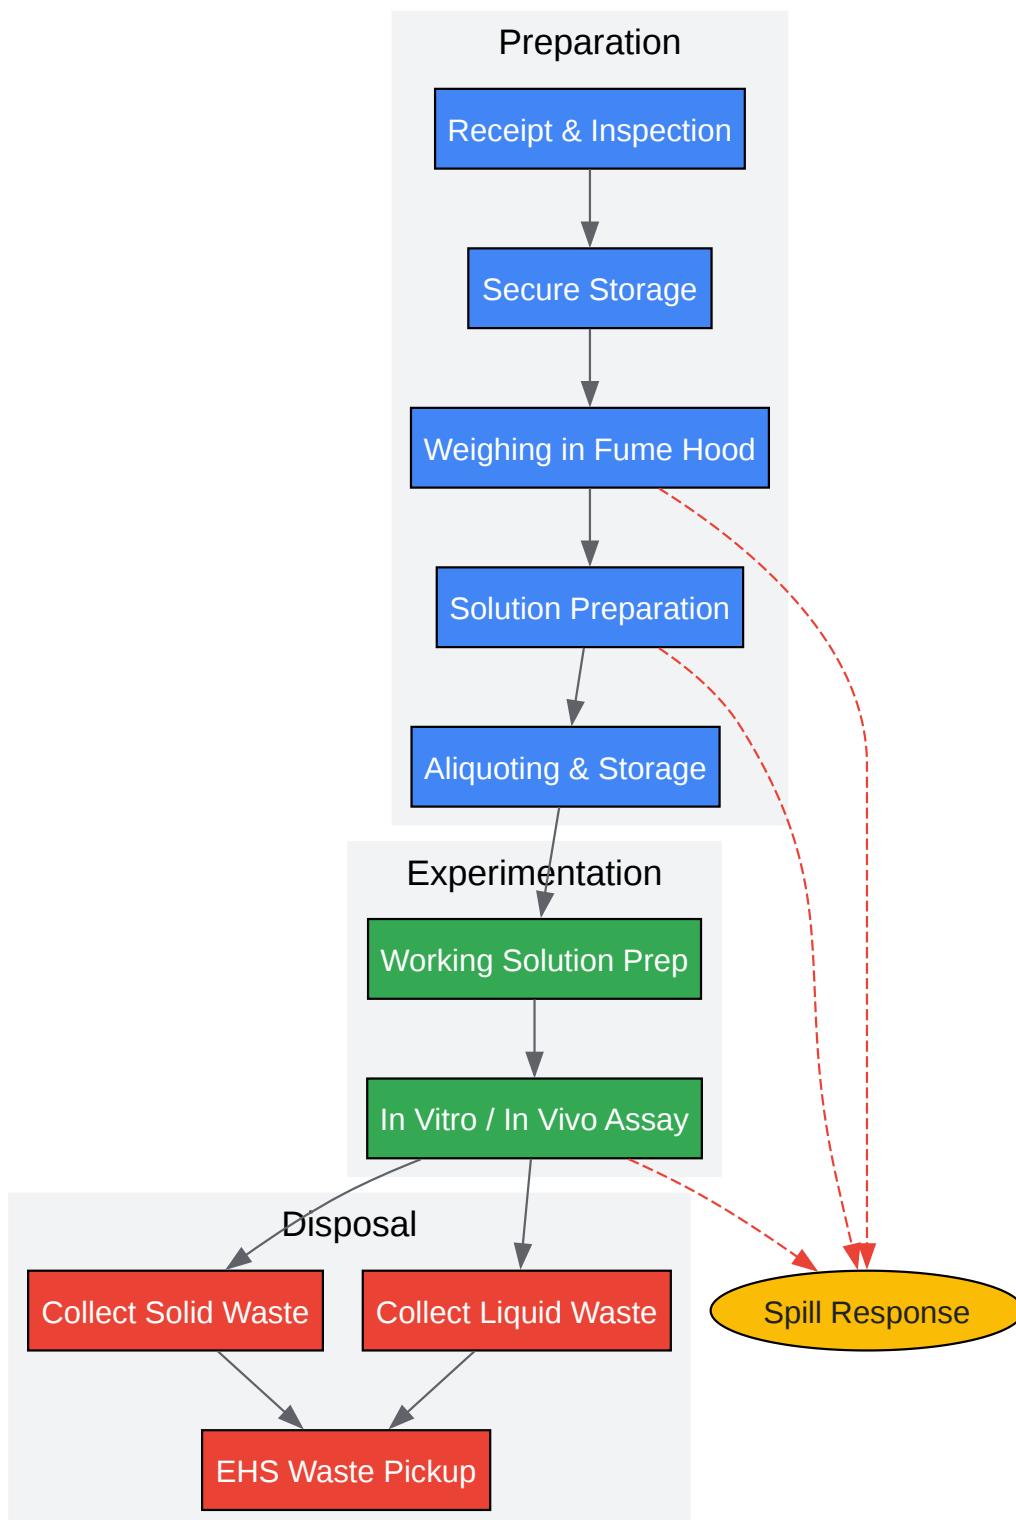 Preparation
Receipt & Inspection
Secure Storage
Weighing in Fume Hood
Solution Preparation
Aliquoting & Storage
Experimentation
Working Solution Prep
In Vitro / In Vivo Assay
Disposal
Collect Solid Waste
Collect Liquid Waste
Spill Response
EHS Waste Pickup